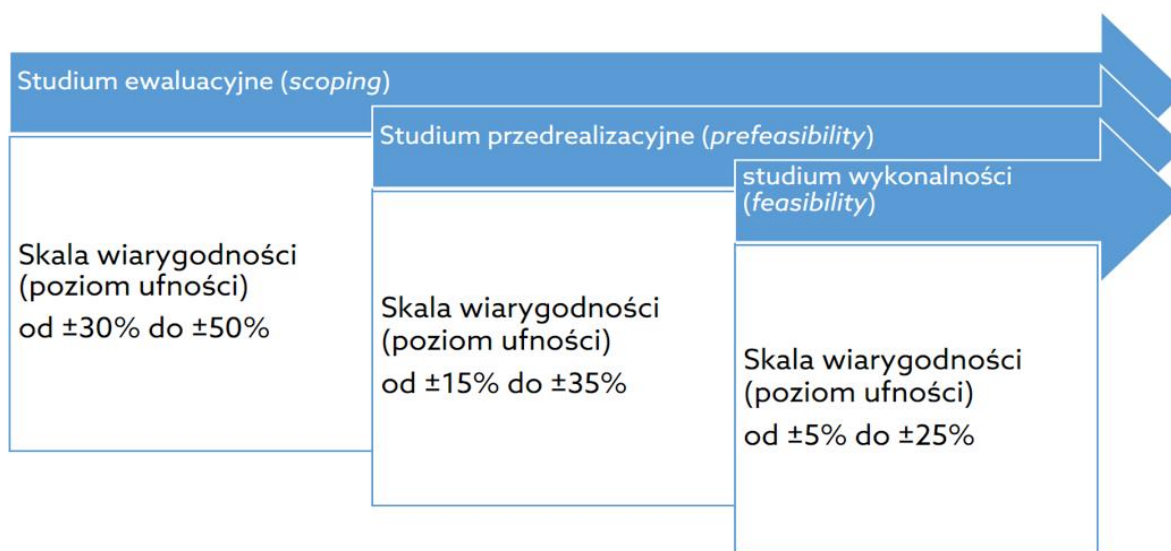 Studium ewaluacyjne (scoping)
Skala wiarygodności
(poziom ufności)
od ±30% do ±50%
Studium przedrealizacyjne (prefeasibility)
Skala wiarygodności
(poziom ufności)
od ±15% do ±35%
studium wykonalności
(feasibility)
Skala wiarygodności
(poziom ufności)
od ±5% do ±25%